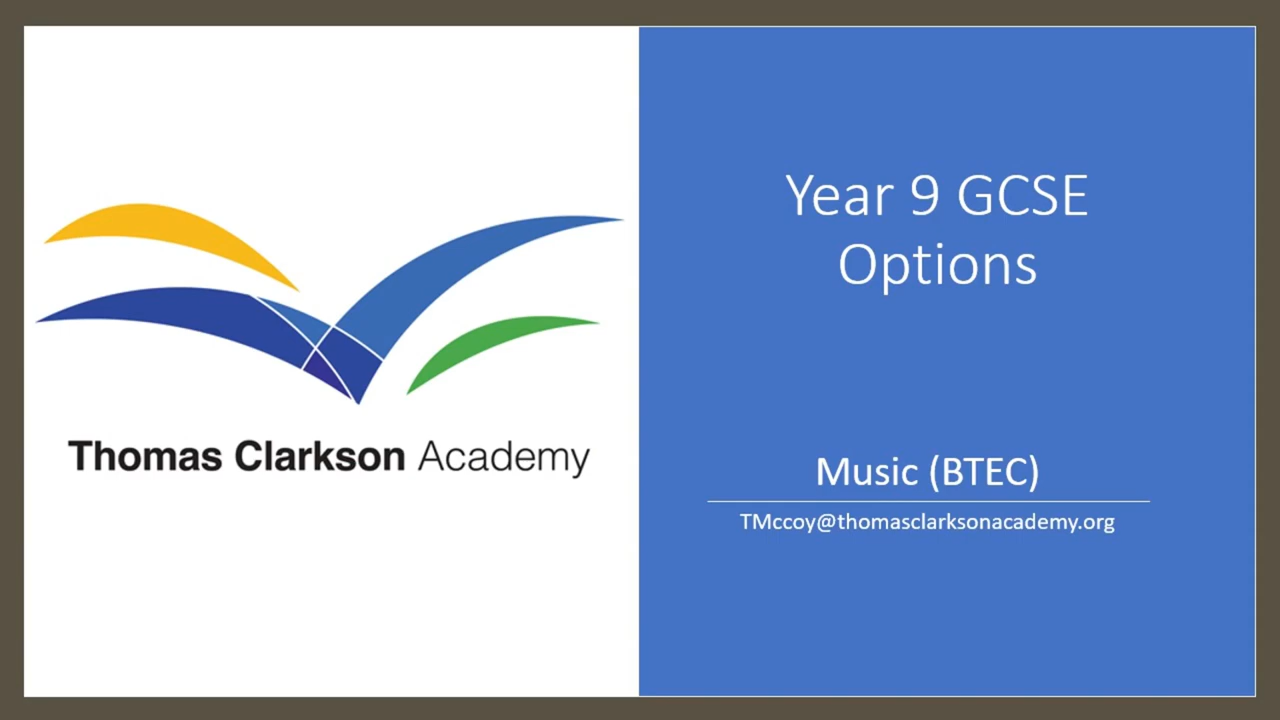 Thomas Clarkson Academy
Year 9 GCSE
Options
Music (BTEC)
TMccoy@thomasclarksonacademy.org